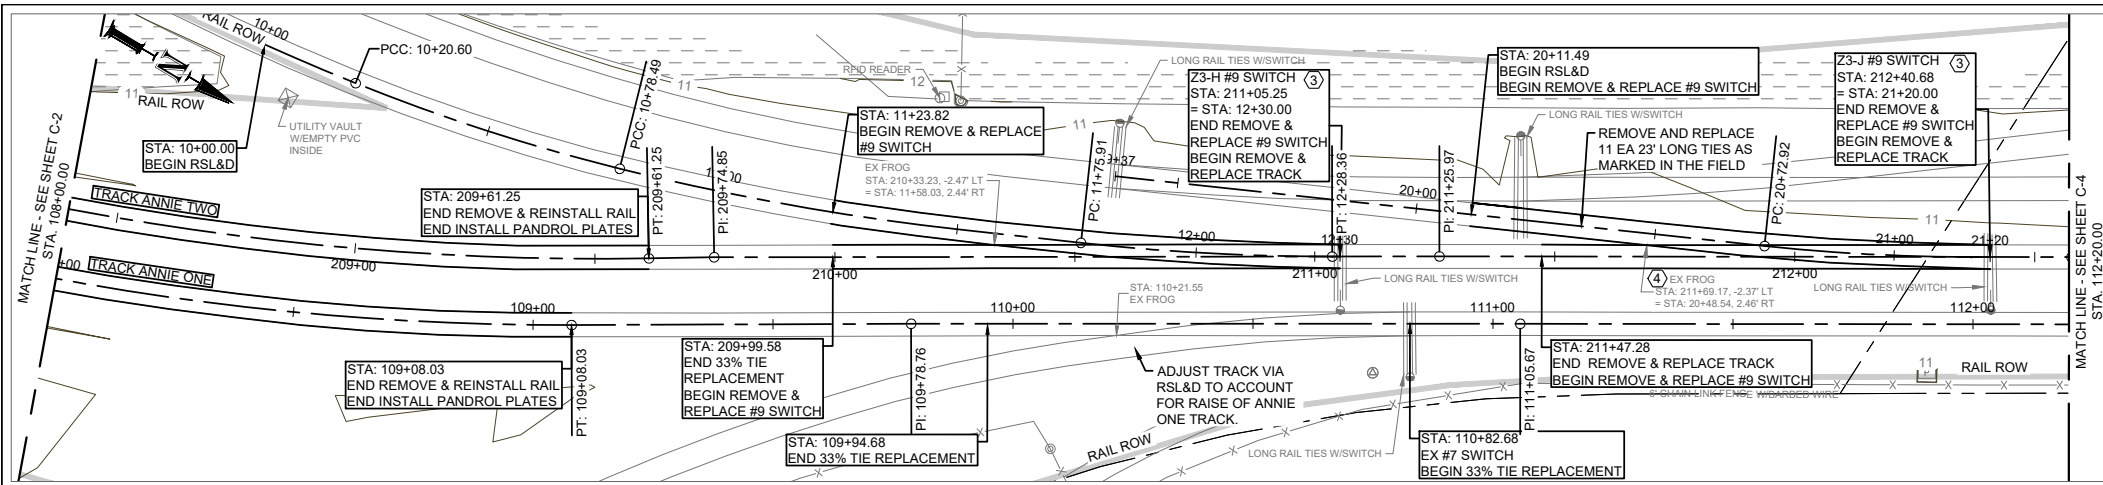 MATCH LINE - SEE SHEET C-2
STA. 108+00.00
N
RAIL ROW
10+00
PCC: 10+20.60
11
RAIL ROW
UTILITY VAULT
W/EMPTY PVC
INSIDE
STA: 10+00.00
BEGIN RSL&D
PCC: 10+78.49
11
RFID READER
12
STA: 11+23.82
BEGIN REMOVE & REPLACE
#9 SWITCH
EX FROG
STA: 210+33.23, -2.47' LT
= STA: 11+58.03, 2.44' RT
LONG RAIL TIES W/SWITCH
11
Z3-H #9 SWITCH 3
STA: 211+05.25
= STA: 12+30.00
END REMOVE &
REPLACE #9 SWITCH
BEGIN REMOVE &
REPLACE TRACK
STA: 20+11.49
BEGIN RSL&D
BEGIN REMOVE & REPLACE #9 SWITCH
LONG RAIL TIES W/SWITCH
REMOVE AND REPLACE
11 EA 23' LONG TIES AS
MARKED IN THE FIELD
Z3-J #9 SWITCH 3
STA: 212+40.68
= STA: 21+20.00
END REMOVE &
REPLACE #9 SWITCH
BEGIN REMOVE &
REPLACE TRACK
TRACK ANNIE TWO
STA: 209+61.25
END REMOVE & REINSTALL RAIL
END INSTALL PANDROL PLATES
PT: 209+61.25
PI: 209+74.85
PC: 11+75.91
PT: 12+28.36
PI: 211+25.97
20+00
PC: 20+72.92
11
12+00
12+30
21+00
21+20
209+00
210+00
211+00
212+00
TRACK ANNIE ONE
LONG RAIL TIES W/SWITCH
4 EX FROG
STA: 211+69.17, -2.37' LT
= STA: 20+48.54, 2.46' RT
LONG RAIL TIES W/SWITCH
STA: 110+21.55
EX FROG
109+00
110+00
111+00
112+00
STA: 109+08.03
END REMOVE & REINSTALL RAIL
END INSTALL PANDROL PLATES
PT: 109+08.03
STA: 209+99.58
END 33% TIE
REPLACEMENT
BEGIN REMOVE &
REPLACE #9 SWITCH
PI: 109+78.76
STA: 109+94.68
END 33% TIE REPLACEMENT
ADJUST TRACK VIA
RSL&D TO ACCOUNT
FOR RAISE OF ANNIE
ONE TRACK.
RAIL ROW
LONG RAIL TIES W/SWITCH
STA: 110+82.68
EX #7 SWITCH
BEGIN 33% TIE REPLACEMENT
PI: 111+05.67
STA: 211+47.28
END REMOVE & REPLACE TRACK
BEGIN REMOVE & REPLACE #9 SWITCH
6' CHAIN LINK FENCE W/BARBED WIRE
11
RAIL ROW
MATCH LINE - SEE SHEET C-4
STA. 112+20.00